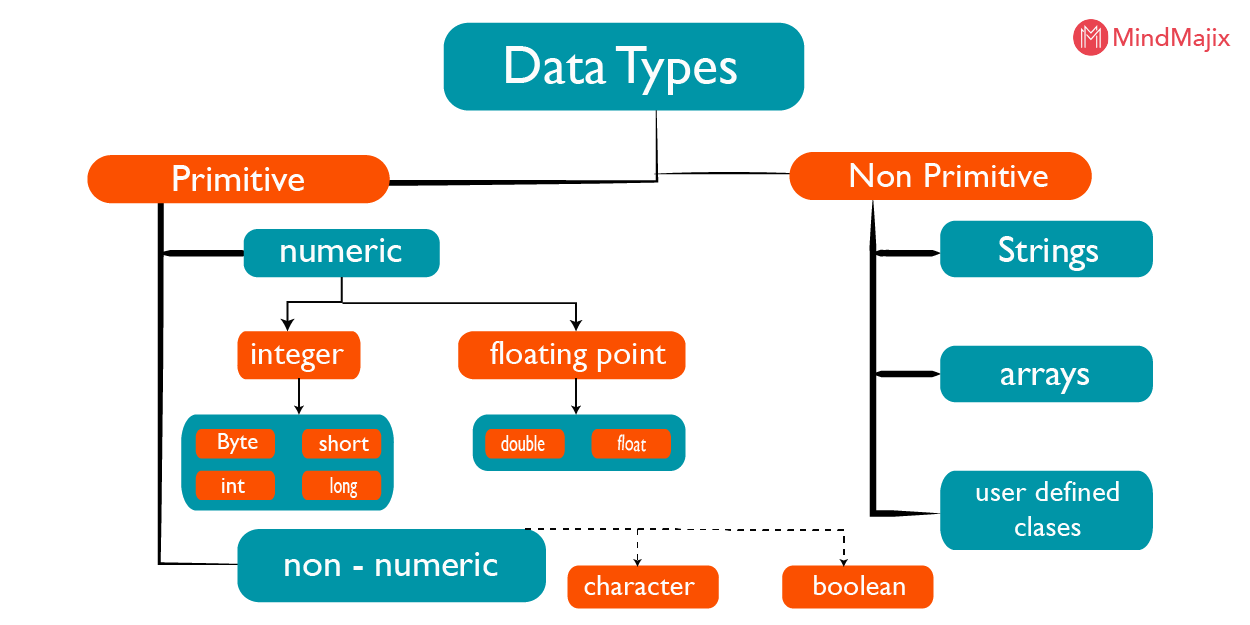 MindMajix
Data Types
Primitive
Non Primitive
numeric
Strings
integer
floating point
arrays
Byte
short
double
float
int
long
user defined
clases
non - numeric
character
boolean